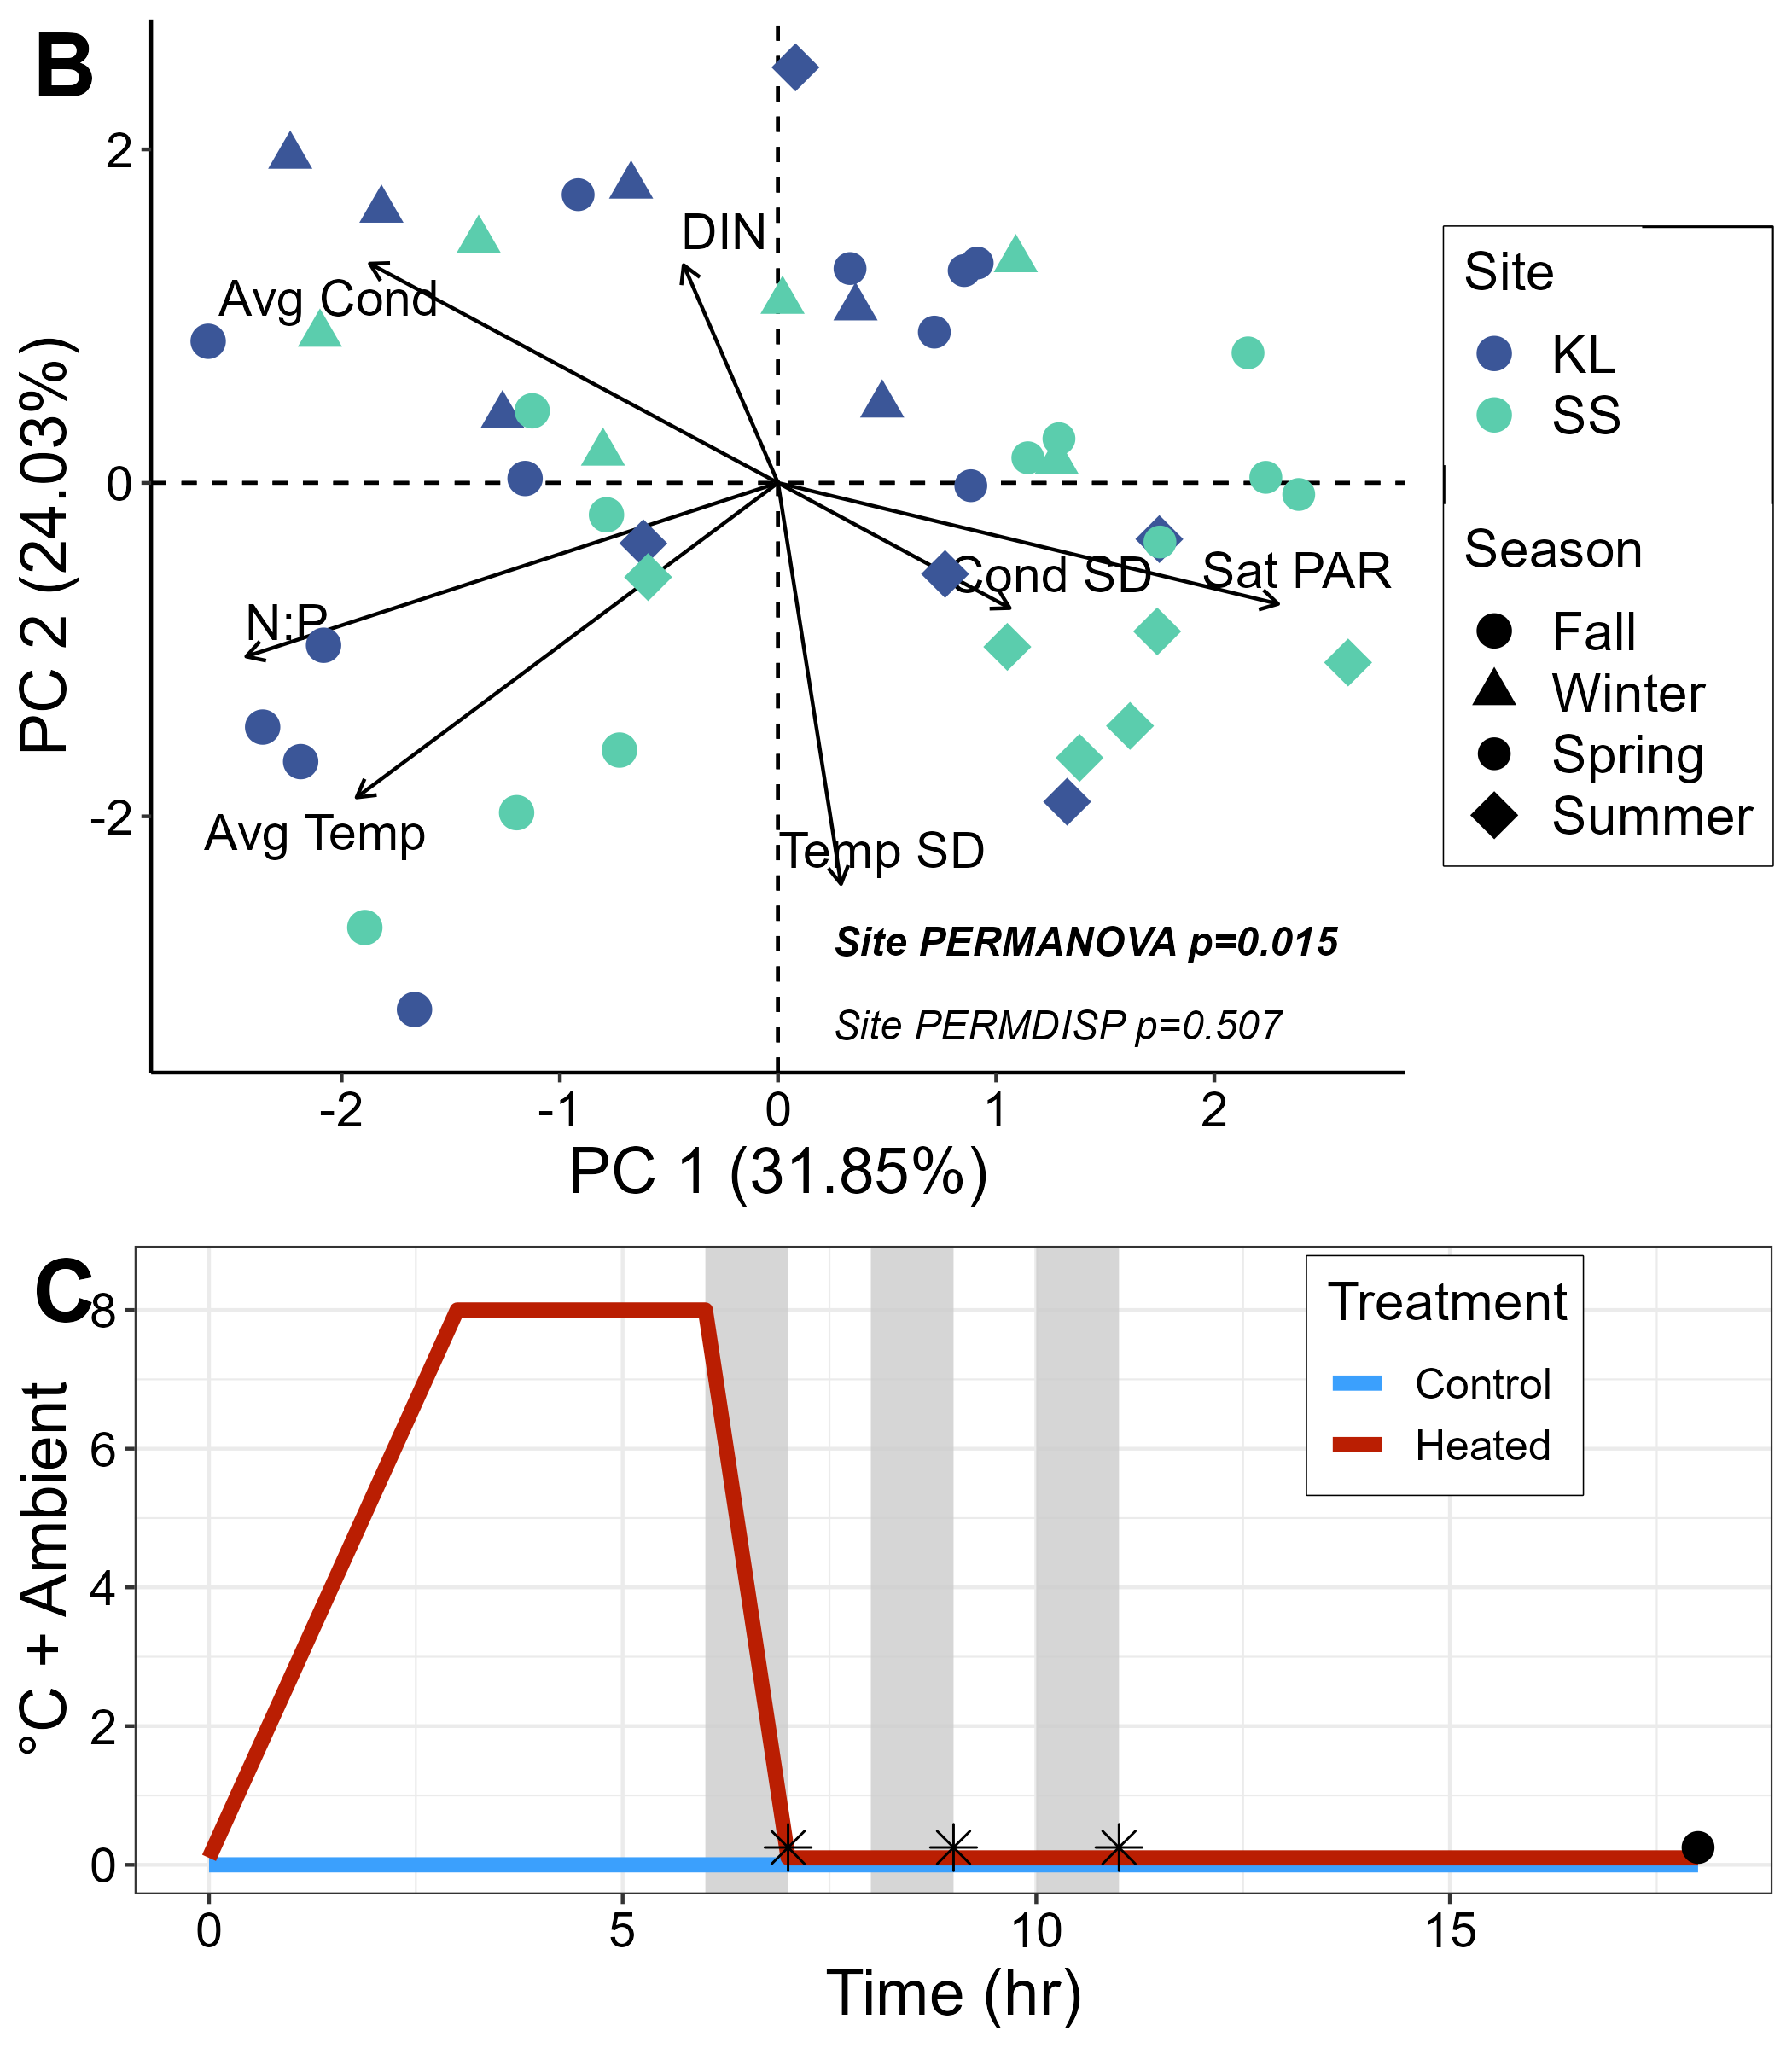 B
2
0
-2
PC 2 (24.03%)
DIN
Avg Cond
Cond SD
Sat PAR
N:P
Avg Temp
Temp SD
Site PERMANOVA p=0.015
Site PERMDISP p=0.507
-2 -1 0 1 2
PC 1 (31.85%)
Site
KL
SS
Season
Fall
Winter
Spring
Summer
C
8
6
4
2
0
°C + Ambient
Treatment
Control
Heated
0 5 10 15
Time (hr)